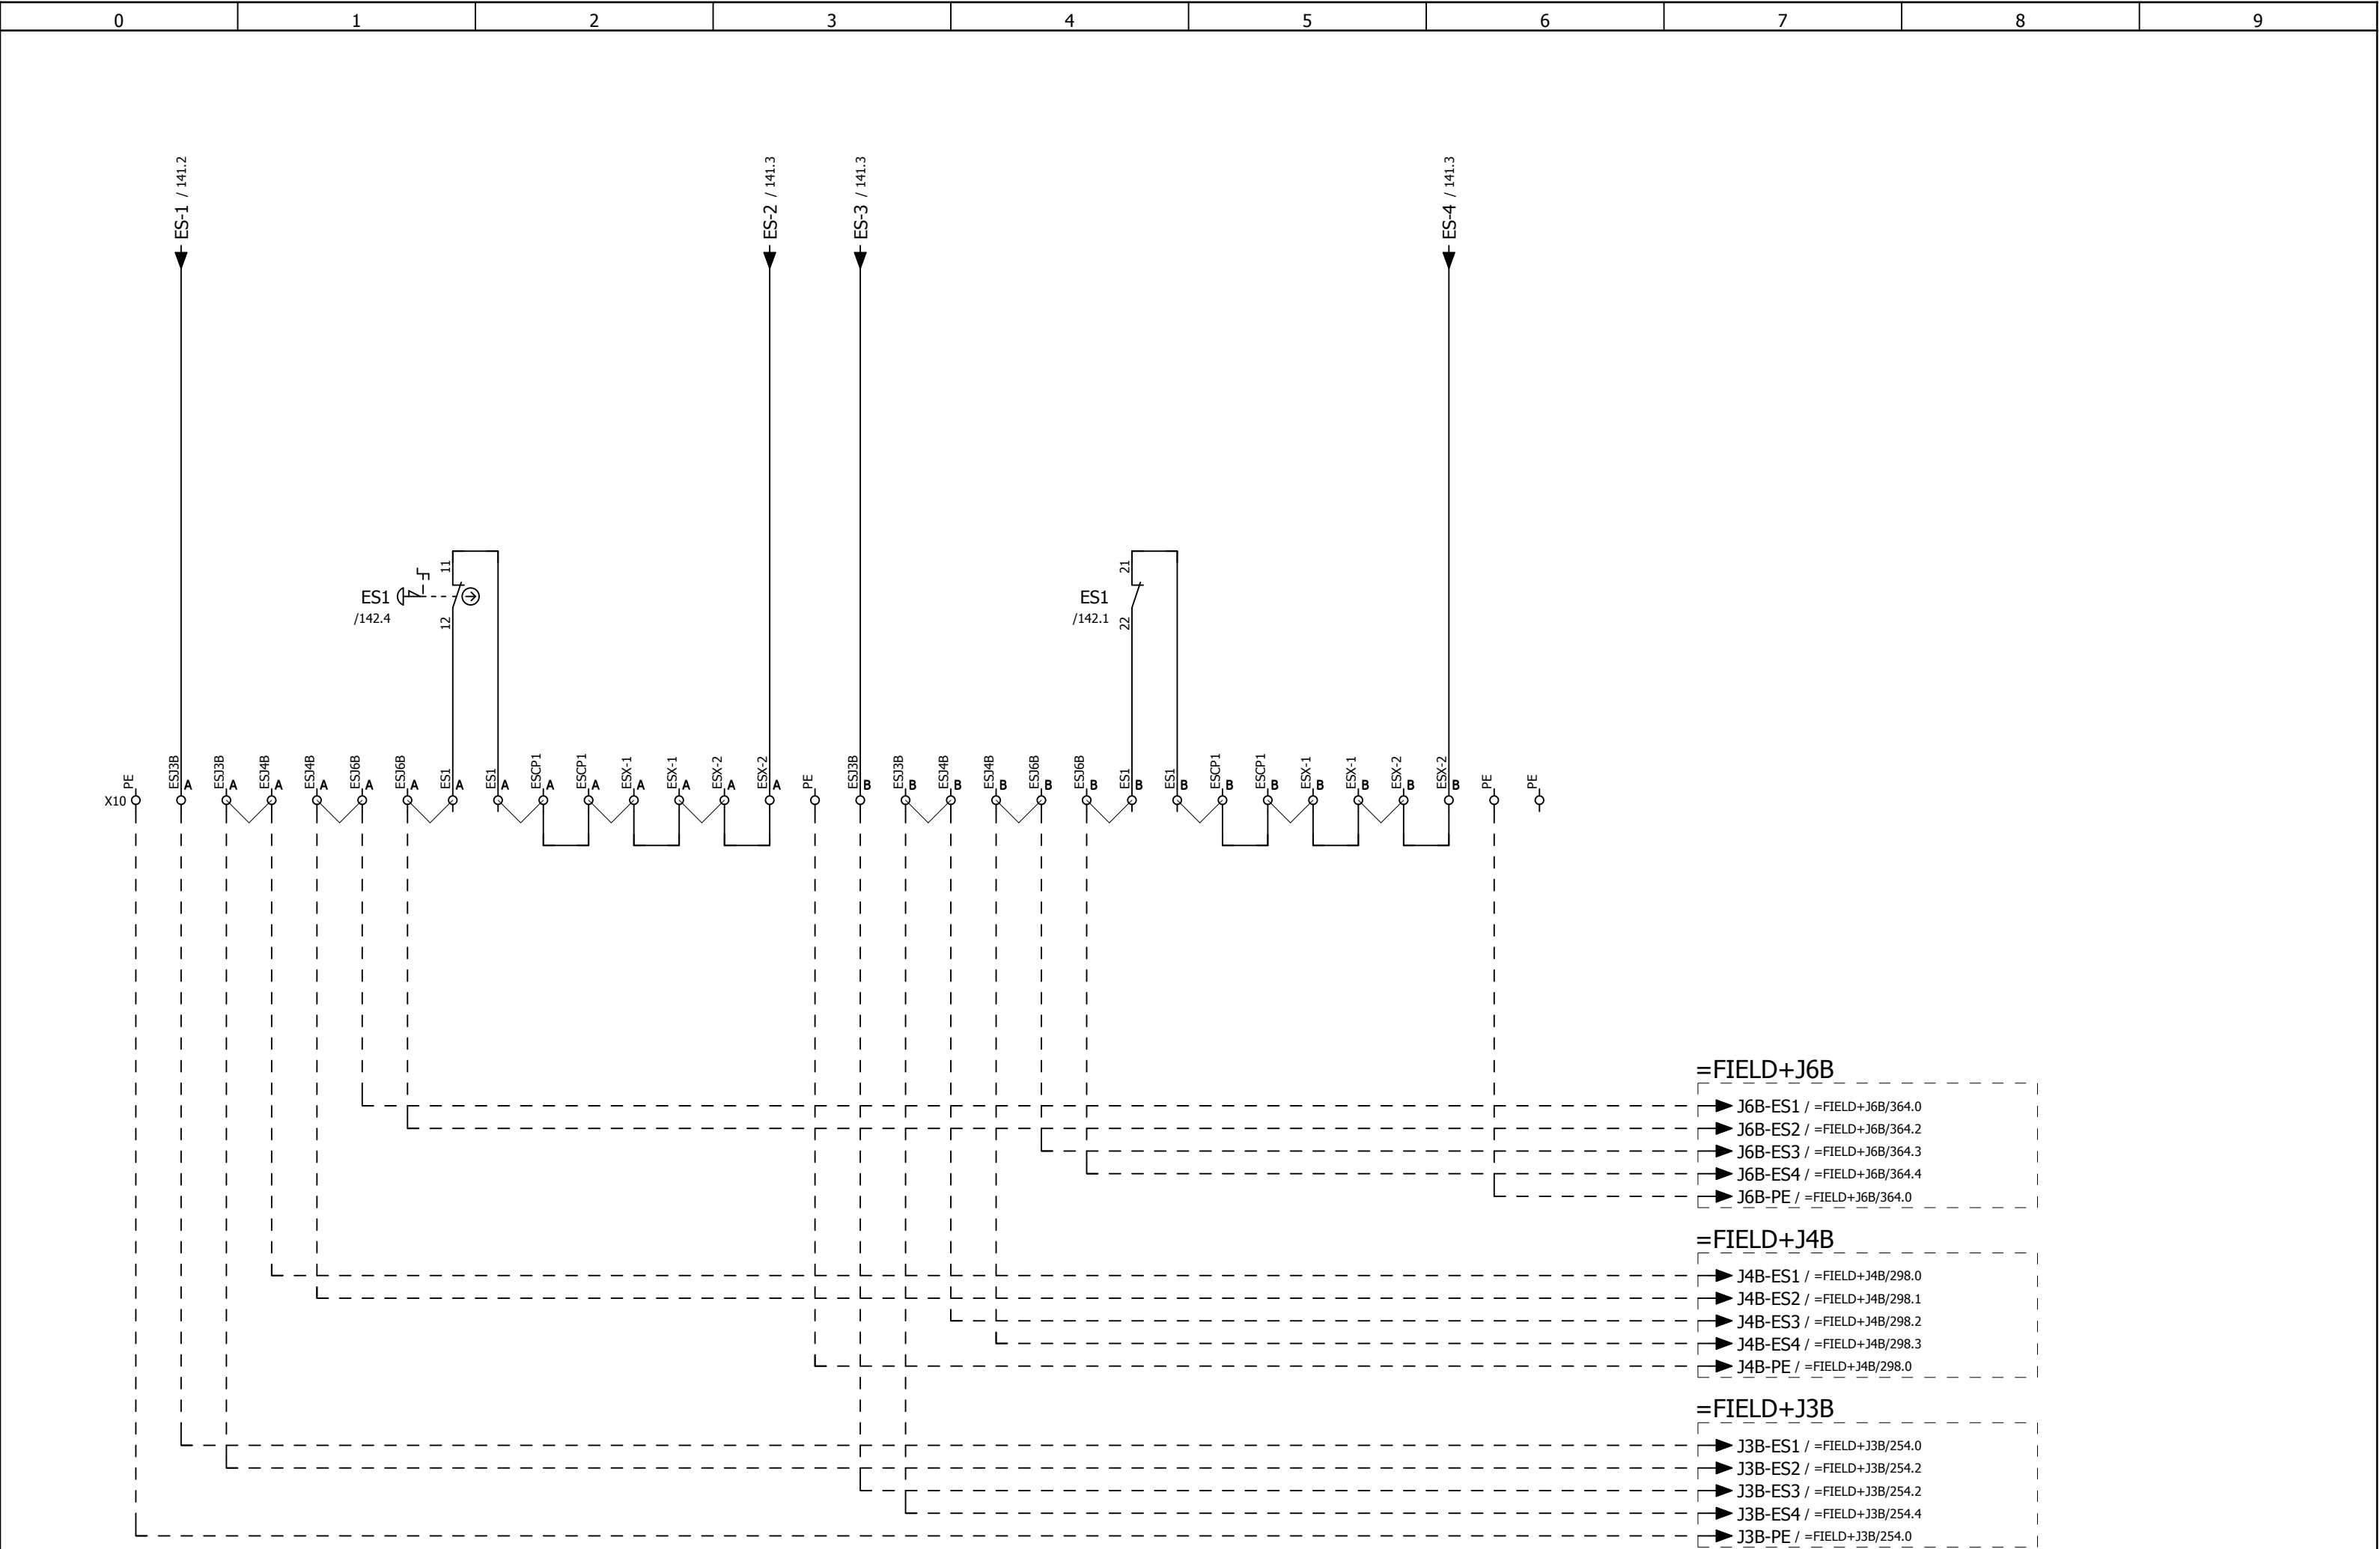 0 1 2 3 4 5 6 7 8 9
ES-1 / 141.2
ES-2 / 141.3
ES-3 / 141.3
ES-4 / 141.3
ES1
/142.4
11
12
ES1
/142.1
21
22
X10
PE
ESJ3B A
ESJ3B A
ESJ4B A
ESJ4B A
ESJ6B A
ESJ6B A
ES1 A
ES1 A
ESCP1 A
ESCP1 A
ESX-1 A
ESX-1 A
ESX-2 A
ESX-2 A
PE
ESJ3B B
ESJ3B B
ESJ4B B
ESJ4B B
ESJ6B B
ESJ6B B
ES1 B
ES1 B
ESCP1 B
ESCP1 B
ESX-1 B
ESX-1 B
ESX-2 B
ESX-2 B
PE
PE
=FIELD+J6B
J6B-ES1 / =FIELD+J6B/364.0
J6B-ES2 / =FIELD+J6B/364.2
J6B-ES3 / =FIELD+J6B/364.3
J6B-ES4 / =FIELD+J6B/364.4
J6B-PE / =FIELD+J6B/364.0
=FIELD+J4B
J4B-ES1 / =FIELD+J4B/298.0
J4B-ES2 / =FIELD+J4B/298.1
J4B-ES3 / =FIELD+J4B/298.2
J4B-ES4 / =FIELD+J4B/298.3
J4B-PE / =FIELD+J4B/298.0
=FIELD+J3B
J3B-ES1 / =FIELD+J3B/254.0
J3B-ES2 / =FIELD+J3B/254.2
J3B-ES3 / =FIELD+J3B/254.2
J3B-ES4 / =FIELD+J3B/254.4
J3B-PE / =FIELD+J3B/254.0